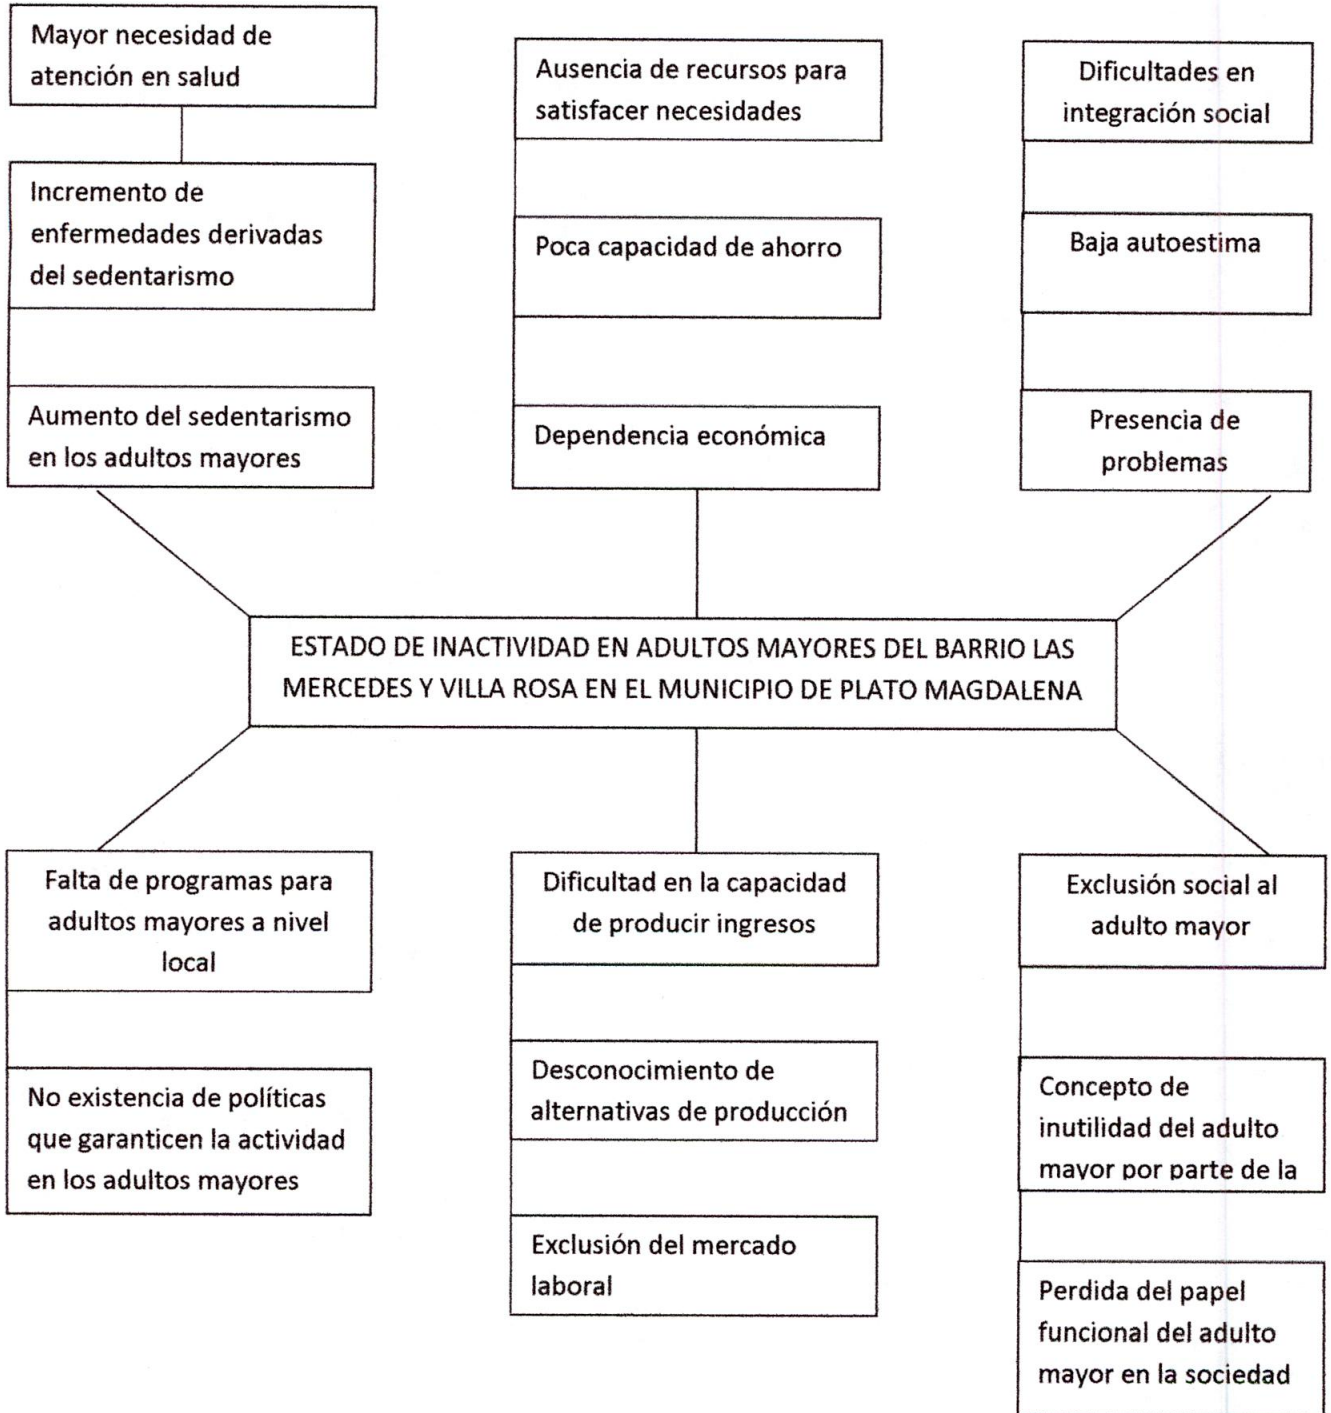 Mayor necesidad de
atención en salud
Ausencia de recursos para
satisfacer necesidades
Dificultades en
integración social
Incremento de
enfermedades derivadas
del sedentarismo
Poca capacidad de ahorro
Baja autoestima
Aumento del sedentarismo
en los adultos mayores
Dependencia económica
Presencia de
problemas
ESTADO DE INACTIVIDAD EN ADULTOS MAYORES DEL BARRIO LAS
MERCEDES Y VILLA ROSA EN EL MUNICIPIO DE PLATO MAGDALENA
Falta de programas para
adultos mayores a nivel
local
Dificultad en la capacidad
de producir ingresos
Exclusión social al
adulto mayor
No existencia de políticas
que garanticen la actividad
en los adultos mayores
Desconocimiento de
alternativas de producción
Concepto de
inutilidad del adulto
mayor por parte de la
Exclusión del mercado
laboral
Perdida del papel
funcional del adulto
mayor en la sociedad